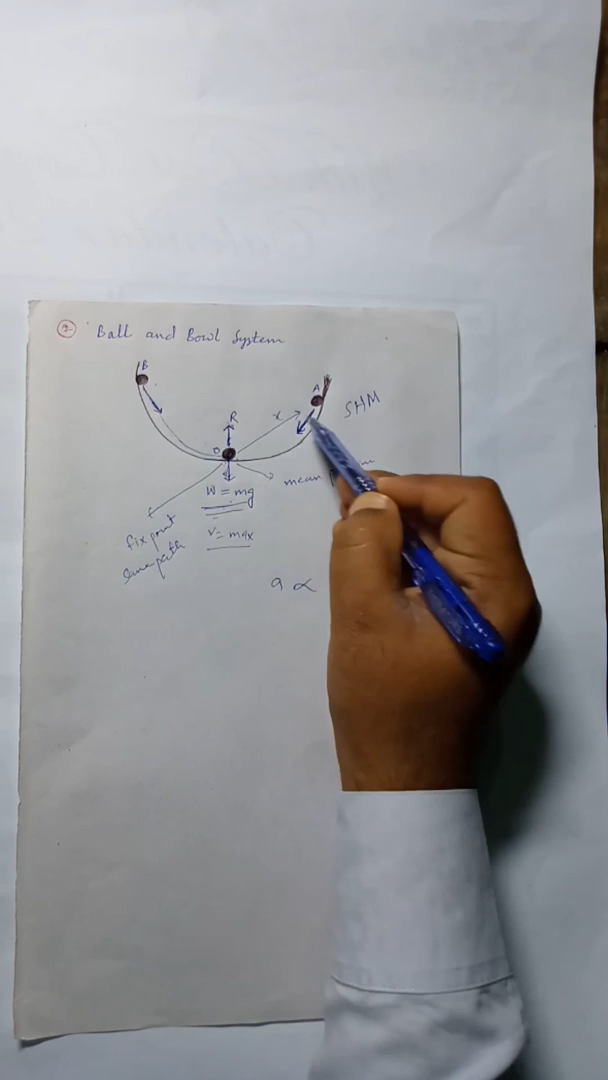 2. Ball and Bowl System
B
A
R
x
SHM
O
mean
W = mg
V = max
fix point
same path
a ∝